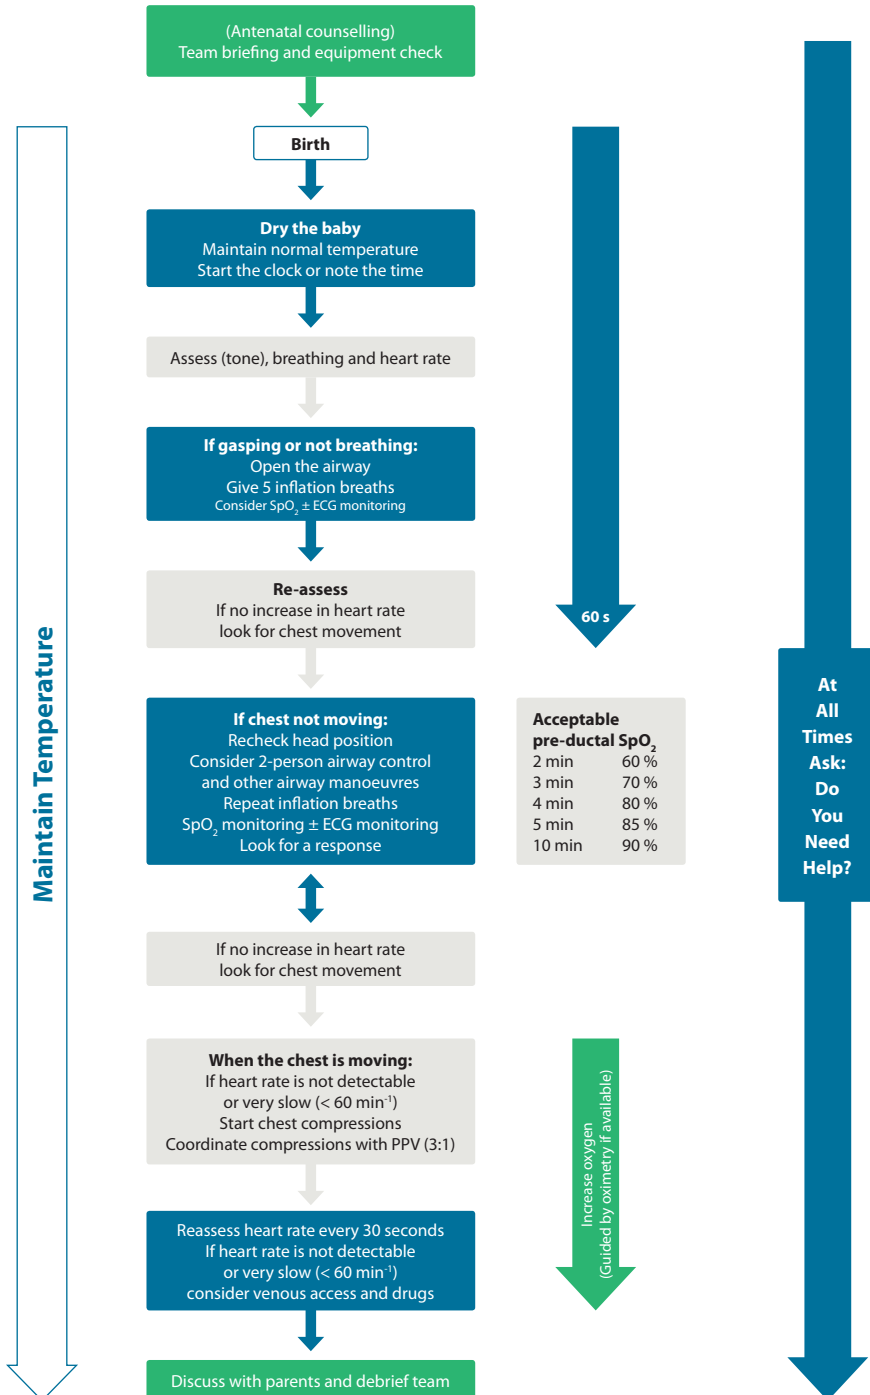 (Antenatal counselling)
Team briefing and equipment check
Birth
Dry the baby
Maintain normal temperature
Start the clock or note the time
Assess (tone), breathing and heart rate
If gasping or not breathing:
Open the airway
Give 5 inflation breaths
Consider SpO₂ ± ECG monitoring
Re-assess
If no increase in heart rate
look for chest movement
If chest not moving:
Recheck head position
Consider 2-person airway control
and other airway manoeuvres
Repeat inflation breaths
SpO₂ monitoring ± ECG monitoring
Look for a response
If no increase in heart rate
look for chest movement
When the chest is moving:
If heart rate is not detectable
or very slow (< 60 min⁻¹)
Start chest compressions
Coordinate compressions with PPV (3:1)
Reassess heart rate every 30 seconds
If heart rate is not detectable
or very slow (< 60 min⁻¹)
consider venous access and drugs
Discuss with parents and debrief team
Maintain Temperature
60 s
Acceptable
pre-ductal SpO₂
2 min 60 %
3 min 70 %
4 min 80 %
5 min 85 %
10 min 90 %
Increase oxygen
(Guided by oximetry if available)
At
All
Times
Ask:
Do
You
Need
Help?